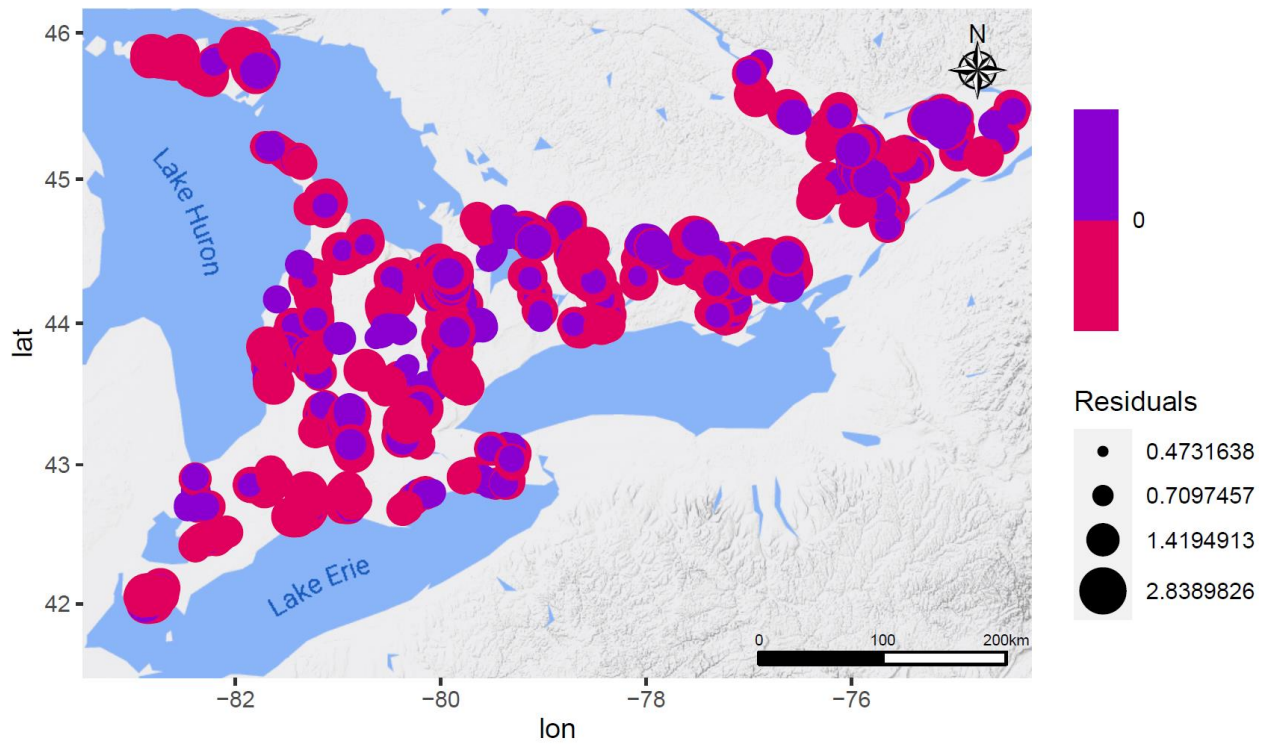 46
45
44
43
42
lat
−82
−80
−78
−76
lon
Lake Huron
Lake Erie
N
0
100
200km
0
Residuals
0.4731638
0.7097457
1.4194913
2.8389826